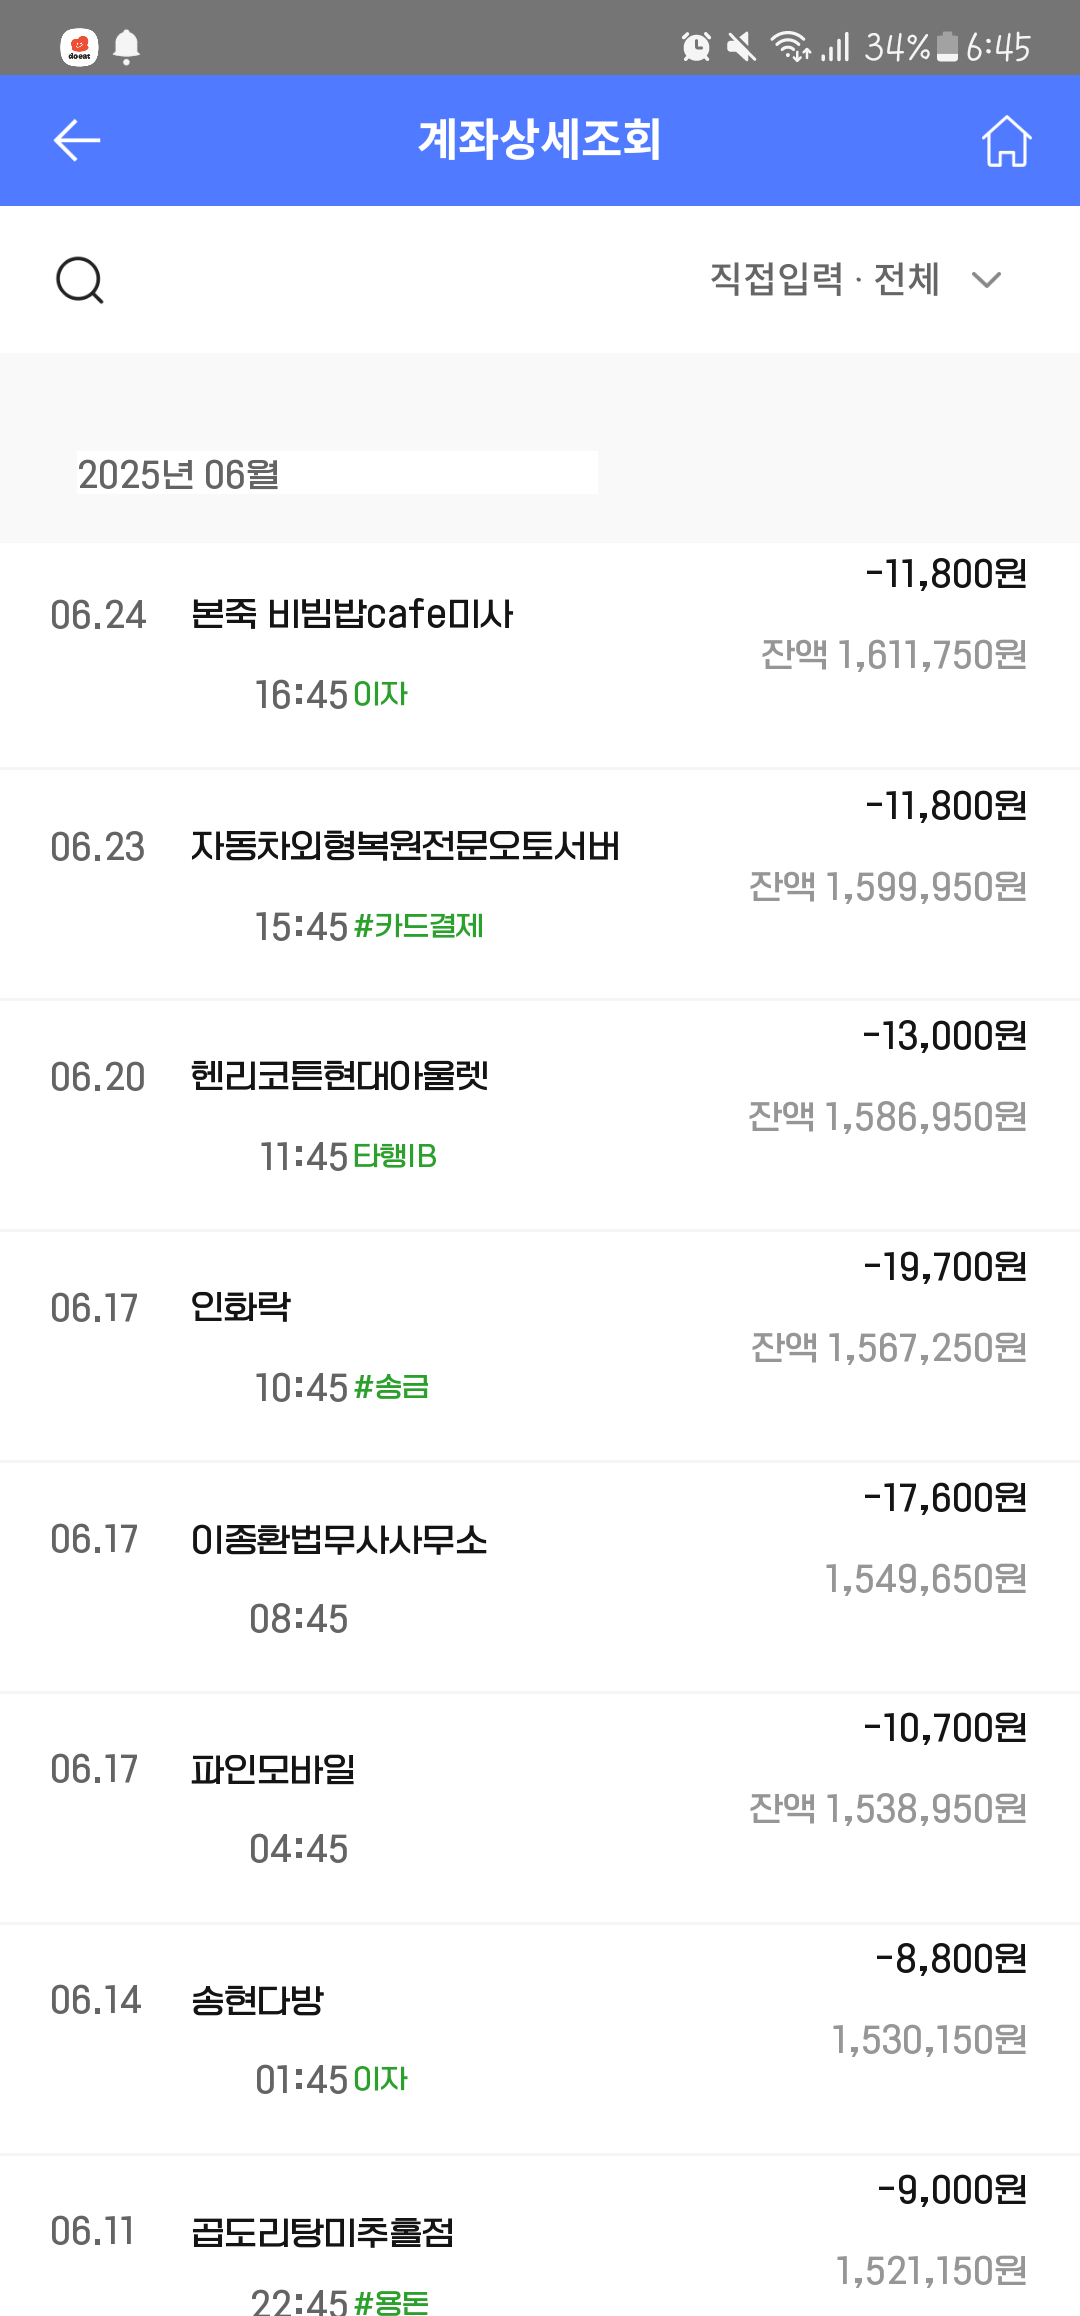 doeat
34% 6:45
계좌상세조회
직접입력 · 전체
2025년 06월
-11,800원
06.24 본죽 비빔밥cafe미사
잔액 1,611,750원
16:45 이자
-11,800원
06.23 자동차외형복원전문오토서버
잔액 1,599,950원
15:45 #카드결제
-13,000원
06.20 헨리코튼현대아울렛
잔액 1,586,950원
11:45 타행IB
-19,700원
06.17 인화락
잔액 1,567,250원
10:45 #송금
-17,600원
06.17 이종환법무사사무소
1,549,650원
08:45
-10,700원
06.17 파인모바일
잔액 1,538,950원
04:45
-8,800원
06.14 송현다방
1,530,150원
01:45 이자
-9,000원
06.11 곱도리탕미추홀점
1,521,150원
22:45 #용돈